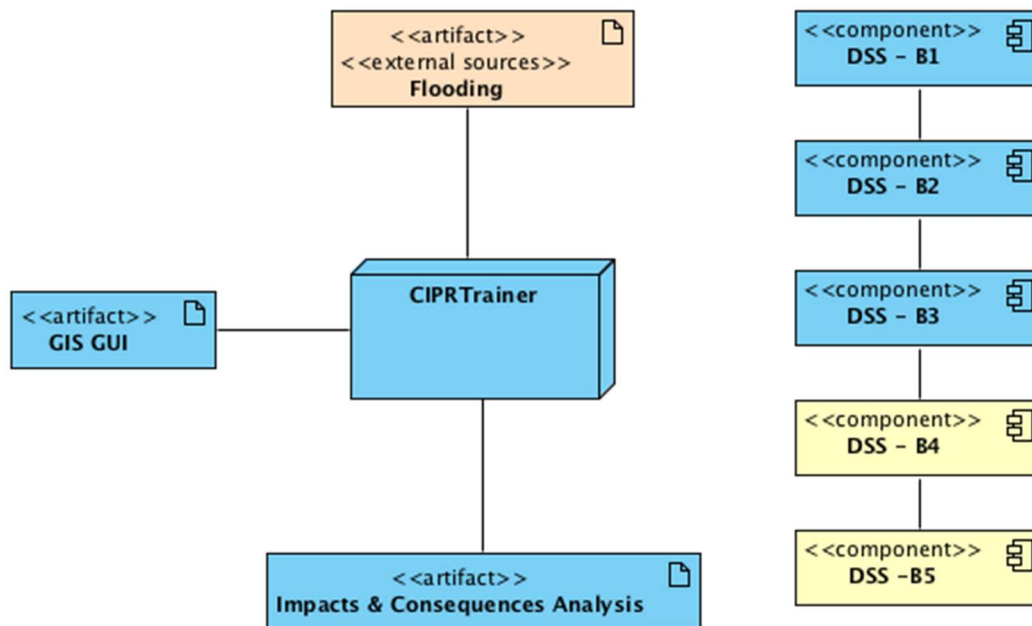 <<artifact>>
<<external sources>>
Flooding
<<artifact>>
GIS GUI
CIPRTrainer
<<artifact>>
Impacts & Consequences Analysis
<<component>>
DSS - B1
<<component>>
DSS - B2
<<component>>
DSS - B3
<<component>>
DSS - B4
<<component>>
DSS -B5